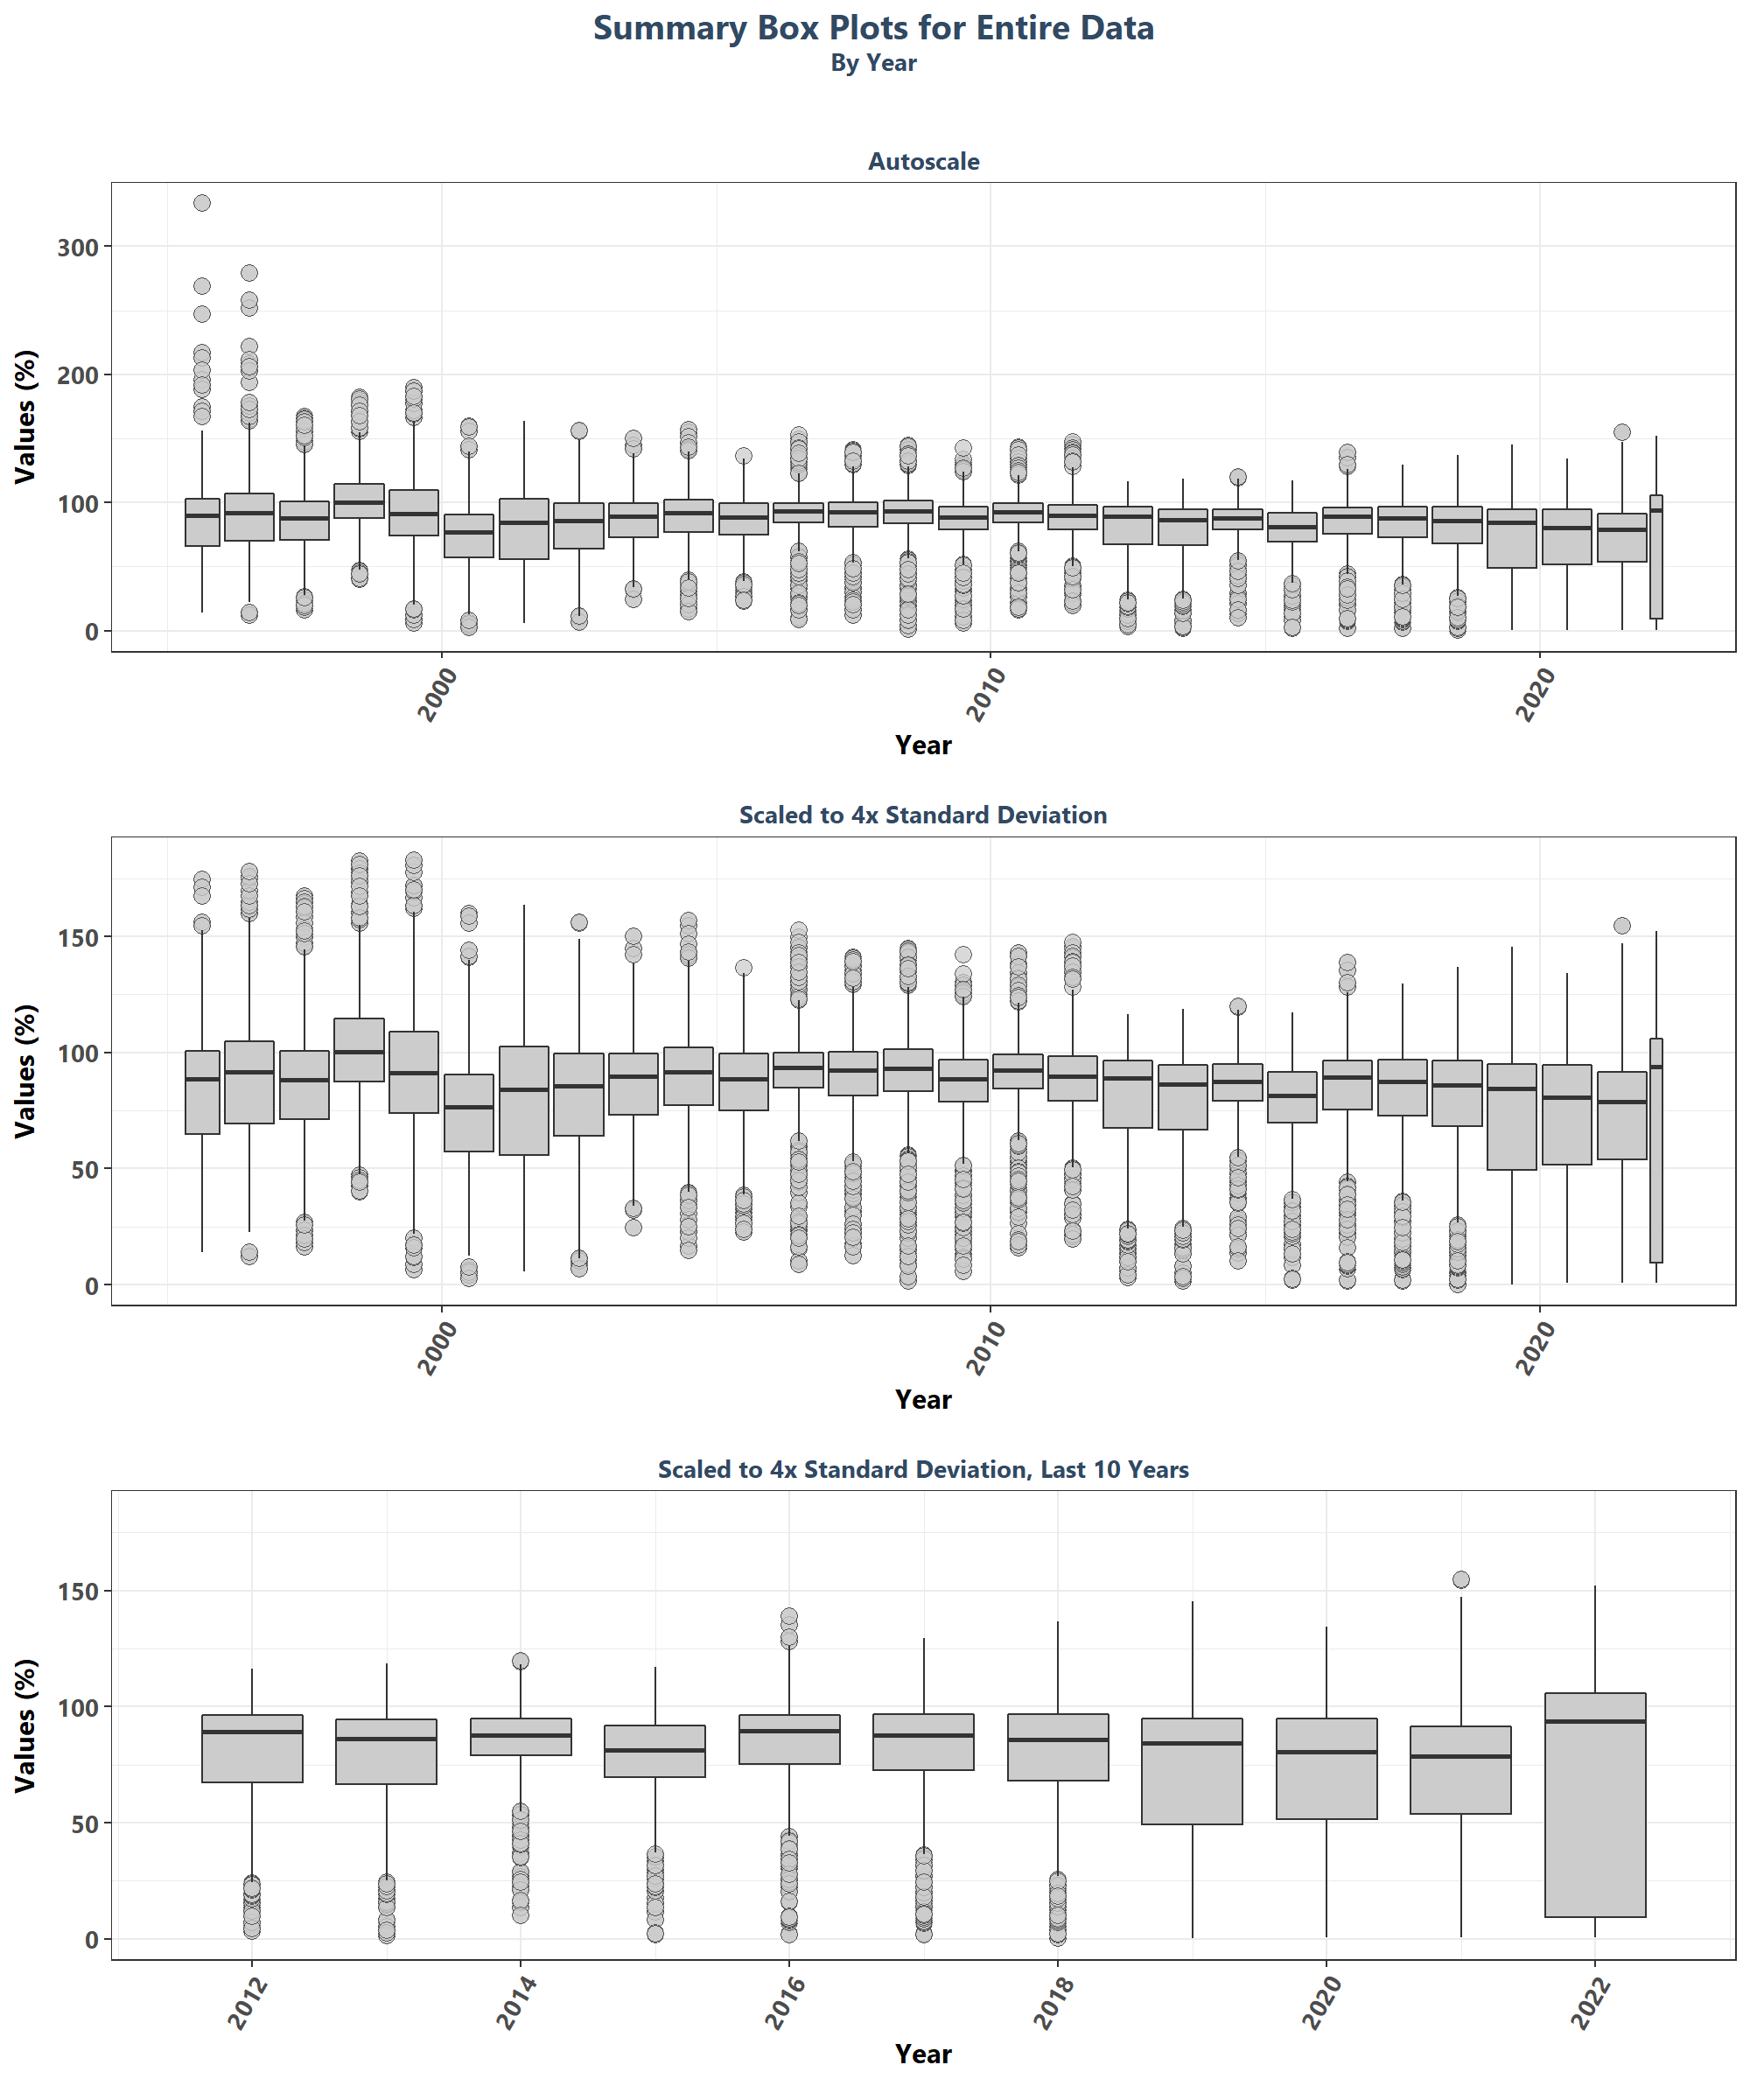 Summary Box Plots for Entire Data
By Year
Autoscale
Values (%)
300
200
100
0
2000
2010
2020
Year
Scaled to 4x Standard Deviation
Values (%)
150
100
50
0
2000
2010
2020
Year
Scaled to 4x Standard Deviation, Last 10 Years
Values (%)
150
100
50
0
2012
2014
2016
2018
2020
2022
Year